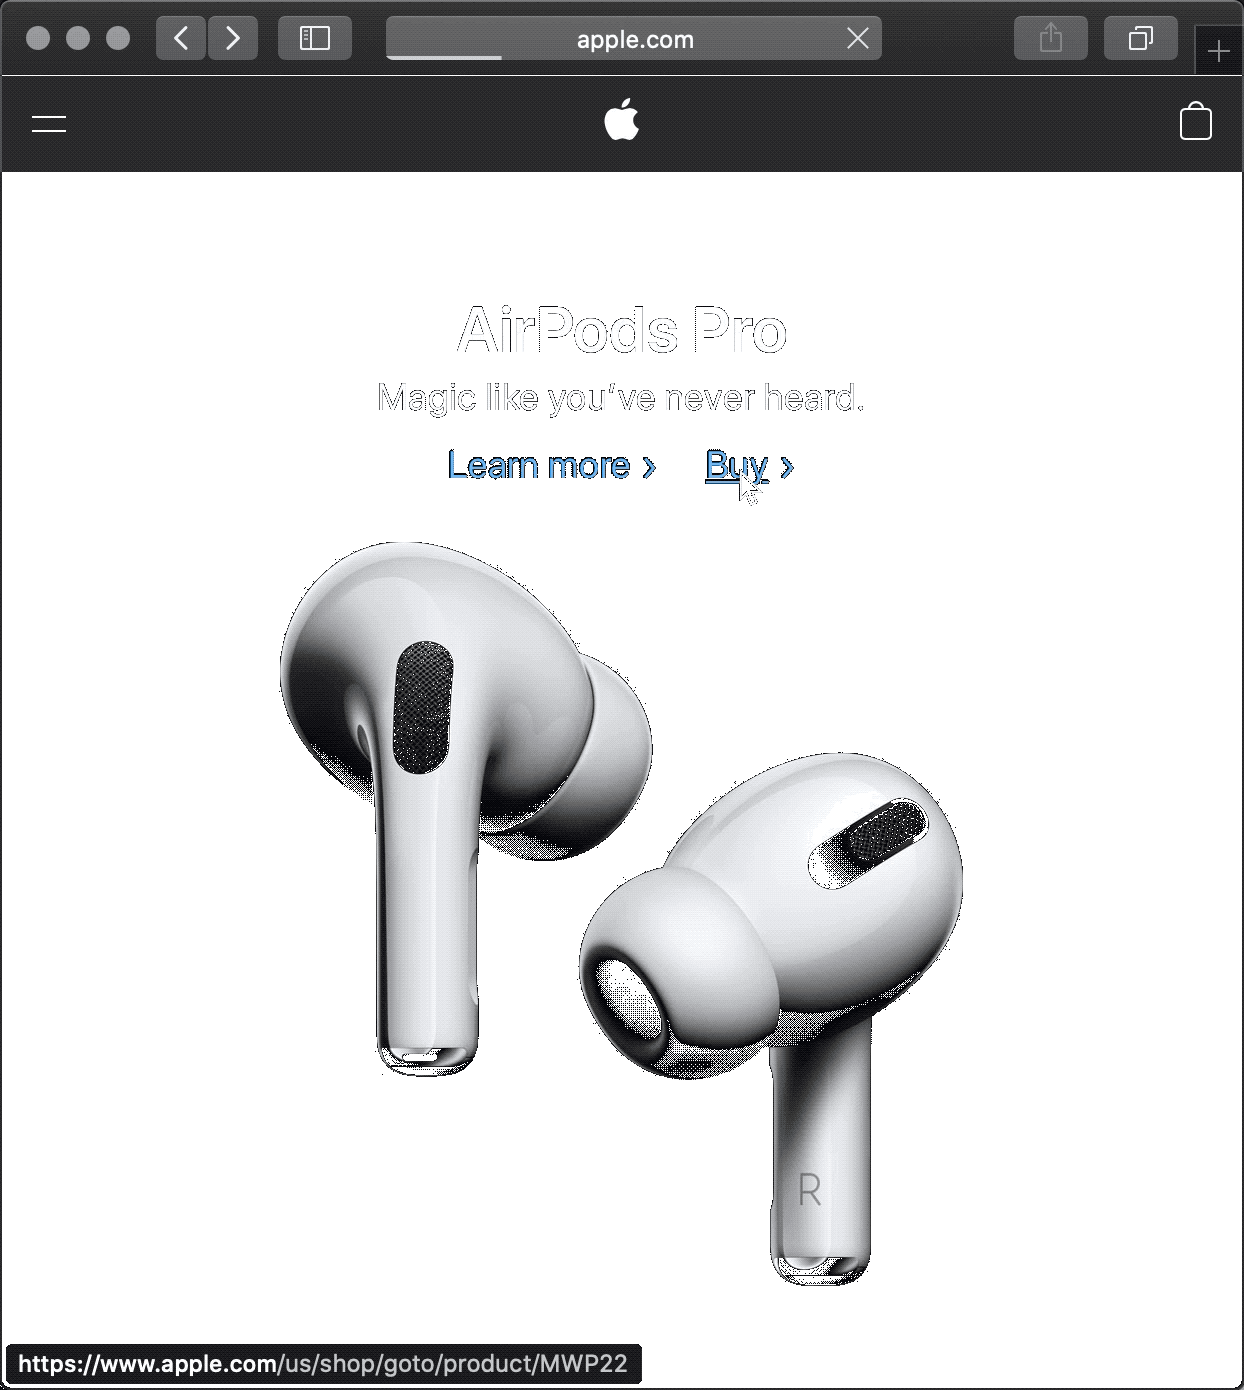 apple.com
AirPods Pro
Magic like you’ve never heard.
Learn more › Buy ›
R
https://www.apple.com/us/shop/goto/product/MWP22